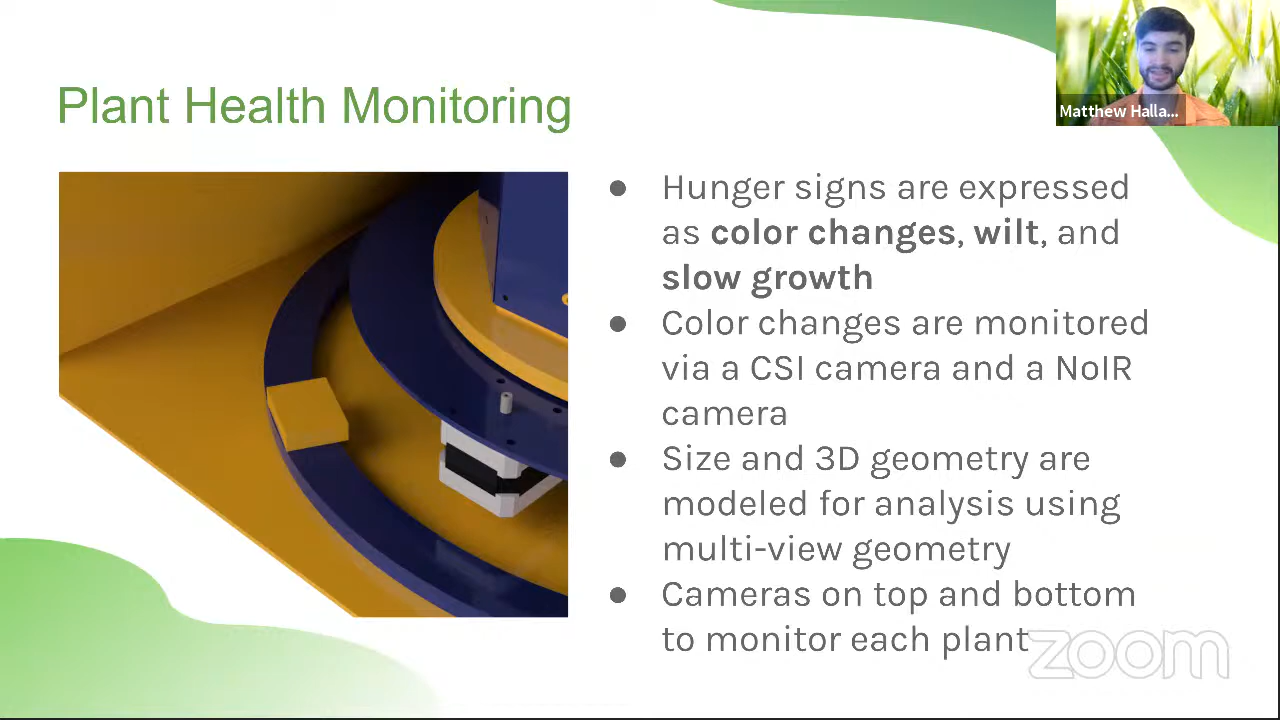 Plant Health Monitoring
Matthew Halla...
● Hunger signs are expressed
as color changes, wilt, and
slow growth
● Color changes are monitored
via a CSI camera and a NoIR
camera
● Size and 3D geometry are
modeled for analysis using
multi-view geometry
● Cameras on top and bottom
to monitor each plant
zoom